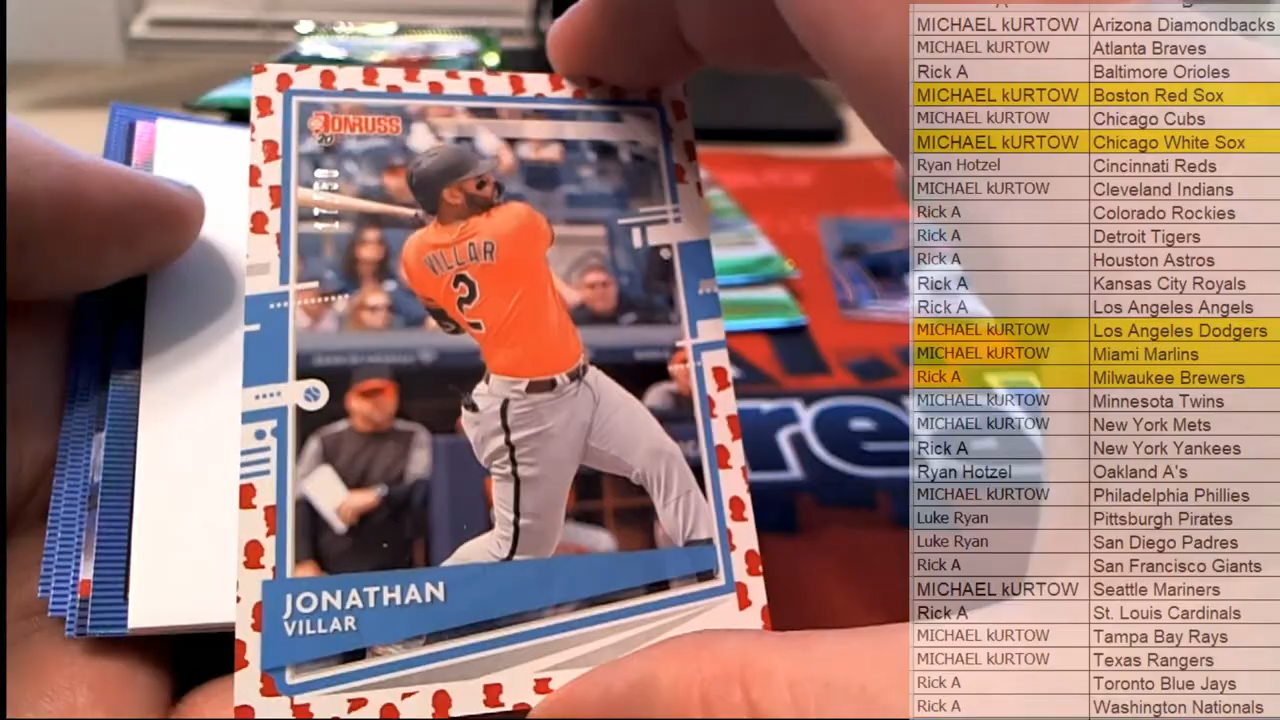 DONRUSS
20
VILLAR
2
JONATHAN
VILLAR
MICHAEL kURTOW Arizona Diamondbacks
MICHAEL kURTOW Atlanta Braves
Rick A Baltimore Orioles
MICHAEL kURTOW Boston Red Sox
MICHAEL kURTOW Chicago Cubs
MICHAEL kURTOW Chicago White Sox
Ryan Hotzel Cincinnati Reds
MICHAEL kURTOW Cleveland Indians
Rick A Colorado Rockies
Rick A Detroit Tigers
Rick A Houston Astros
Rick A Kansas City Royals
Rick A Los Angeles Angels
MICHAEL kURTOW Los Angeles Dodgers
MICHAEL kURTOW Miami Marlins
Rick A Milwaukee Brewers
MICHAEL kURTOW Minnesota Twins
MICHAEL kURTOW New York Mets
Rick A New York Yankees
Ryan Hotzel Oakland A's
MICHAEL kURTOW Philadelphia Phillies
Luke Ryan Pittsburgh Pirates
Luke Ryan San Diego Padres
Rick A San Francisco Giants
MICHAEL kURTOW Seattle Mariners
Rick A St. Louis Cardinals
MICHAEL kURTOW Tampa Bay Rays
MICHAEL kURTOW Texas Rangers
Rick A Toronto Blue Jays
Rick A Washington Nationals